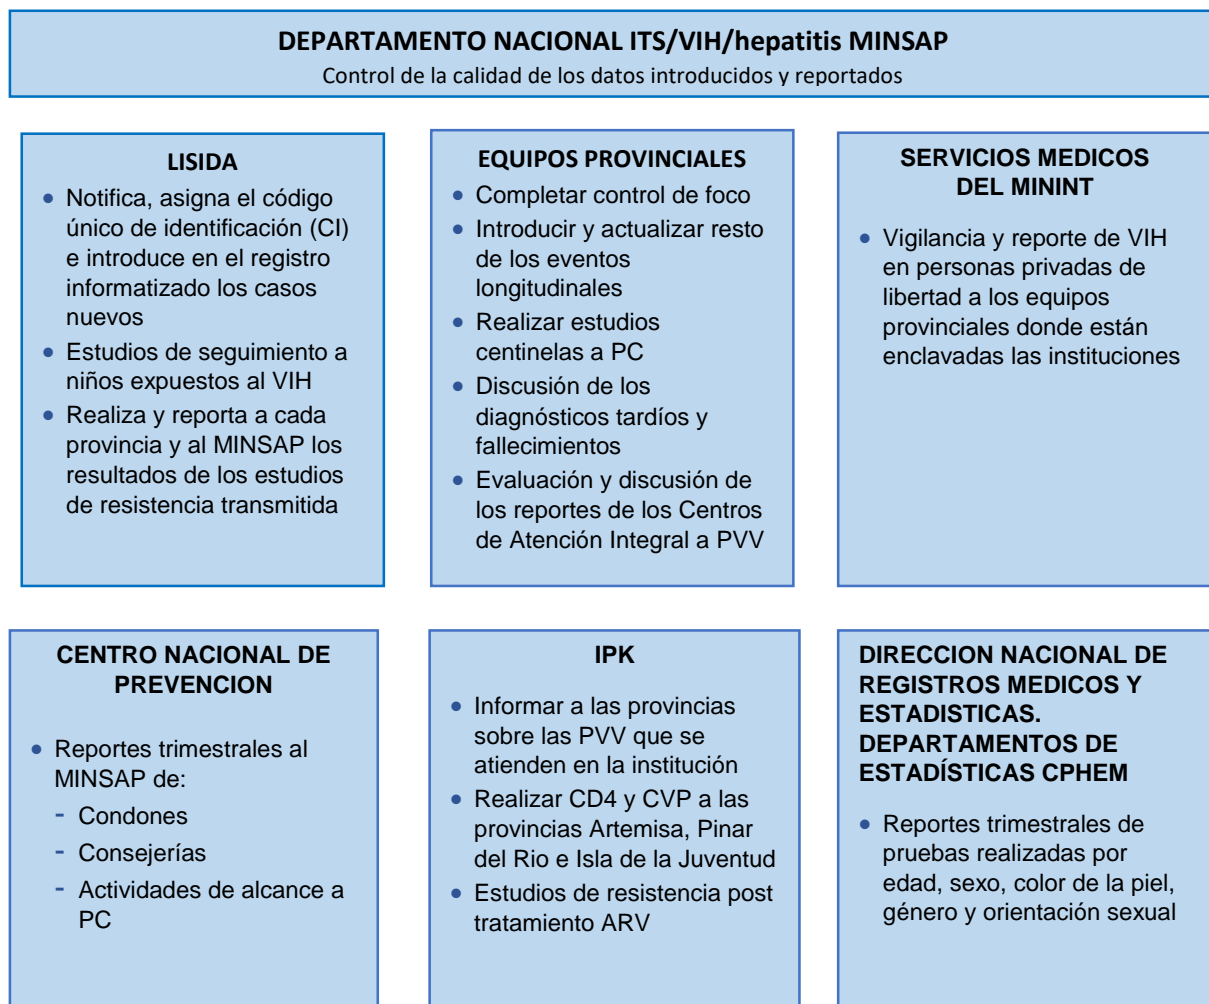 DEPARTAMENTO NACIONAL ITS/VIH/hepatitis MINSAP
Control de la calidad de los datos introducidos y reportados
LISIDA
• Notifica, asigna el código
único de identificación (CI)
e introduce en el registro
informatizado los casos
nuevos
• Estudios de seguimiento a
niños expuestos al VIH
• Realiza y reporta a cada
provincia y al MINSAP los
resultados de los estudios
de resistencia transmitida
EQUIPOS PROVINCIALES
• Completar control de foco
• Introducir y actualizar resto
de los eventos
longitudinales
• Realizar estudios
centinelas a PC
• Discusión de los
diagnósticos tardíos y
fallecimientos
• Evaluación y discusión de
los reportes de los Centros
de Atención Integral a PVV
SERVICIOS MEDICOS
DEL MININT
• Vigilancia y reporte de VIH
en personas privadas de
libertad a los equipos
provinciales donde están
enclavadas las instituciones
CENTRO NACIONAL DE
PREVENCION
• Reportes trimestrales al
MINSAP de:
- Condones
- Consejerías
- Actividades de alcance a
PC
IPK
• Informar a las provincias
sobre las PVV que se
atienden en la institución
• Realizar CD4 y CVP a las
provincias Artemisa, Pinar
del Rio e Isla de la Juventud
• Estudios de resistencia post
tratamiento ARV
DIRECCION NACIONAL DE
REGISTROS MEDICOS Y
ESTADISTICAS.
DEPARTAMENTOS DE
ESTADÍSTICAS CPHEM
• Reportes trimestrales de
pruebas realizadas por
edad, sexo, color de la piel,
género y orientación sexual